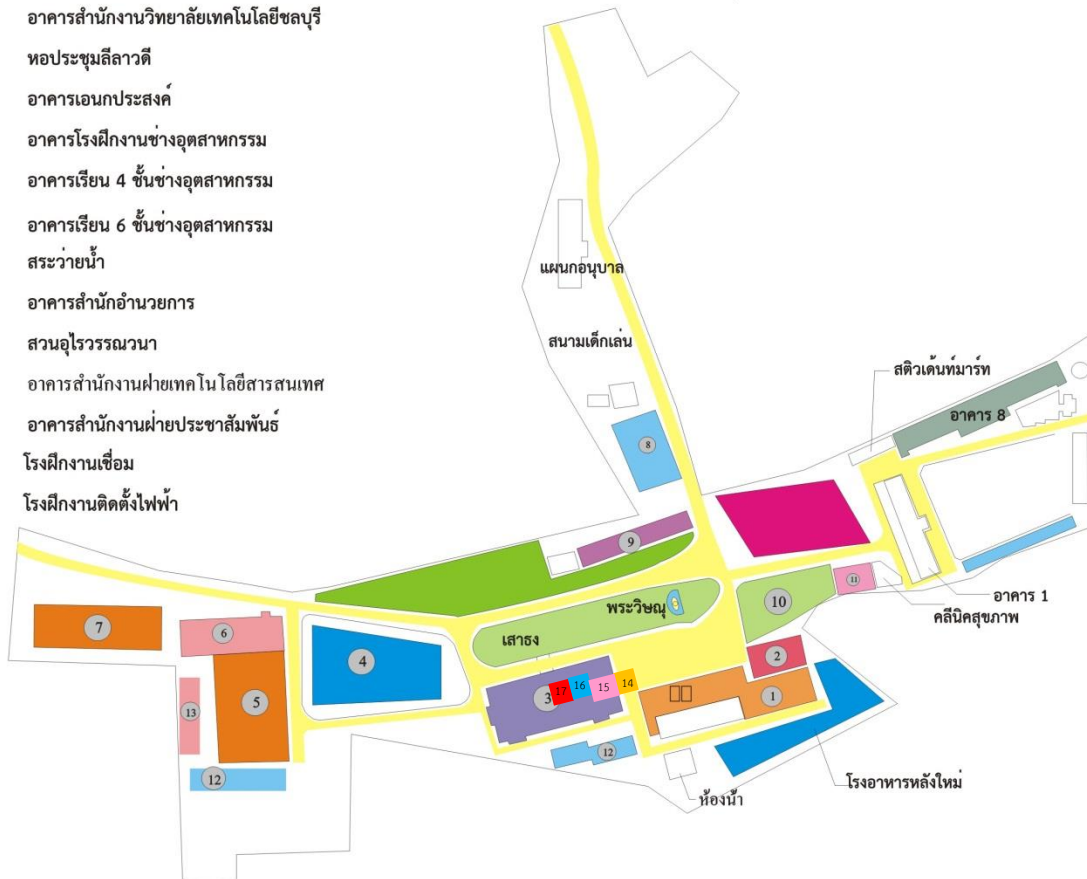 อาคารสำนักงานวิทยาลัยเทคโนโลยีชลบุรี
หอประชุมลีลาวดี
อาคารเอนกประสงค์
อาคารโรงฝึกงานช่างอุตสาหกรรม
อาคารเรียน 4 ชั้นช่างอุตสาหกรรม
อาคารเรียน 6 ชั้นช่างอุตสาหกรรม
สระว่ายน้ำ
อาคารสำนักอำนวยการ
สวนอุไรวรรณวนา
อาคารสำนักงานฝ่ายเทคโนโลยีสารสนเทศ
อาคารสำนักงานฝ่ายประชาสัมพันธ์
โรงฝึกงานเชื่อม
โรงฝึกงานติดตั้งไฟฟ้า
แผนกอนุบาล
สนามเด็กเล่น
สติวเด้นท์มาร์ท
อาคาร 8
8
9
11
อาคาร 1
คลีนิคสุขภาพ
10
พระวิษณุ
เสาธง
7
6
4
2
5
3
17
16
15
14
1
13
12
12
โรงอาหารหลังใหม่
ห้องน้ำ